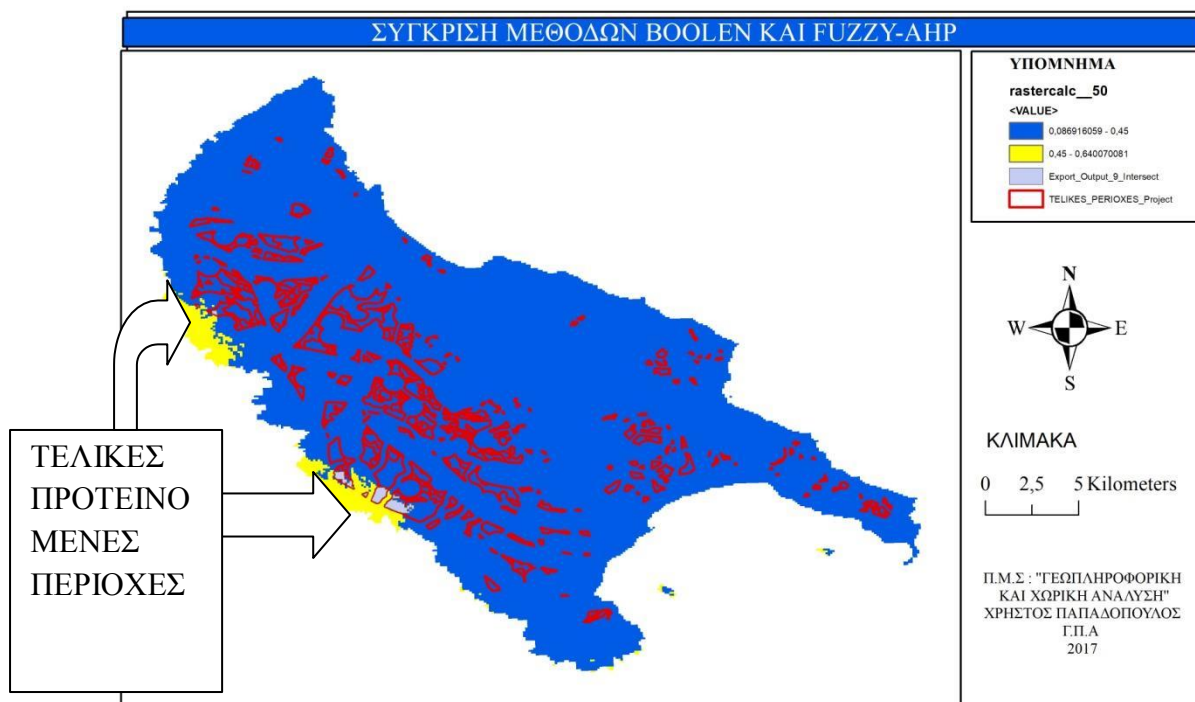 ΣΥΓΚΡΙΣΗ ΜΕΘΟΔΩΝ BOOLEN ΚΑΙ FUZZY-AHP
ΥΠΟΜΝΗΜΑ
rastercalc__50
<VALUE>
0,086916059 - 0,45
0,45 - 0,640070081
Export_Output_9_Intersect
TELIKES_PERIOXES_Project
N
W
E
S
ΤΕΛΙΚΕΣ
ΠΡΟΤΕΙΝΟ
ΜΕΝΕΣ
ΠΕΡΙΟΧΕΣ
ΚΛΙΜΑΚΑ
0 2,5 5 Kilometers
Π.Μ.Σ : "ΓΕΩΠΛΗΡΟΦΟΡΙΚΗ
ΚΑΙ ΧΩΡΙΚΗ ΑΝΑΛΥΣΗ"
ΧΡΗΣΤΟΣ ΠΑΠΑΔΟΠΟΥΛΟΣ
Γ.Π.Α
2017